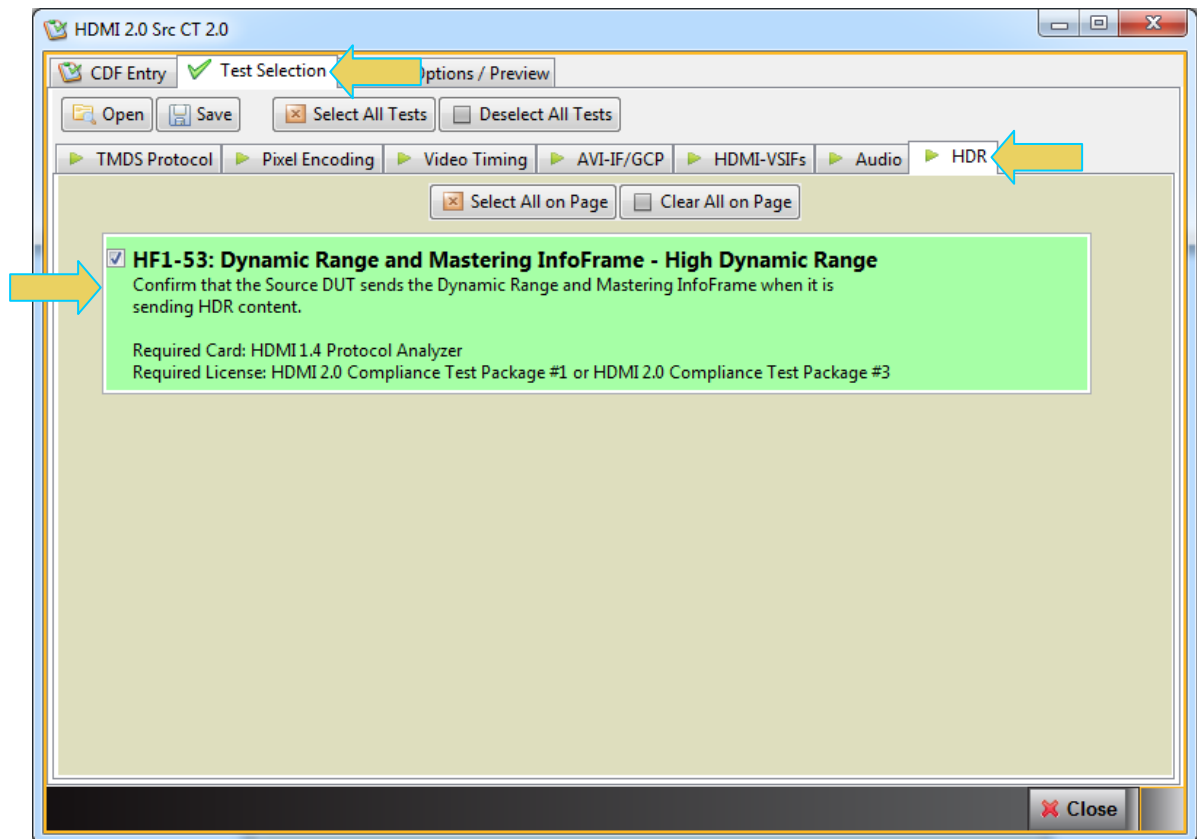 HDMI 2.0 Src CT 2.0
CDF Entry Test Selection Options / Preview
Open Save Select All Tests Deselect All Tests
TMDS Protocol Pixel Encoding Video Timing AVI-IF/GCP HDMI-VSIFs Audio HDR
Select All on Page Clear All on Page
HF1-53: Dynamic Range and Mastering InfoFrame - High Dynamic Range
Confirm that the Source DUT sends the Dynamic Range and Mastering InfoFrame when it is
sending HDR content.
Required Card: HDMI 1.4 Protocol Analyzer
Required License: HDMI 2.0 Compliance Test Package #1 or HDMI 2.0 Compliance Test Package #3
Close